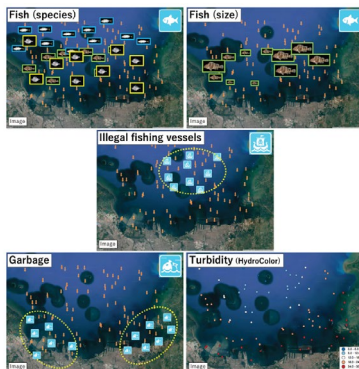 Fish (species)
Image
Fish (size)
Image
Illegal fishing vessels
Image
Garbage
Image
Turbidity (HydroColor)
Image